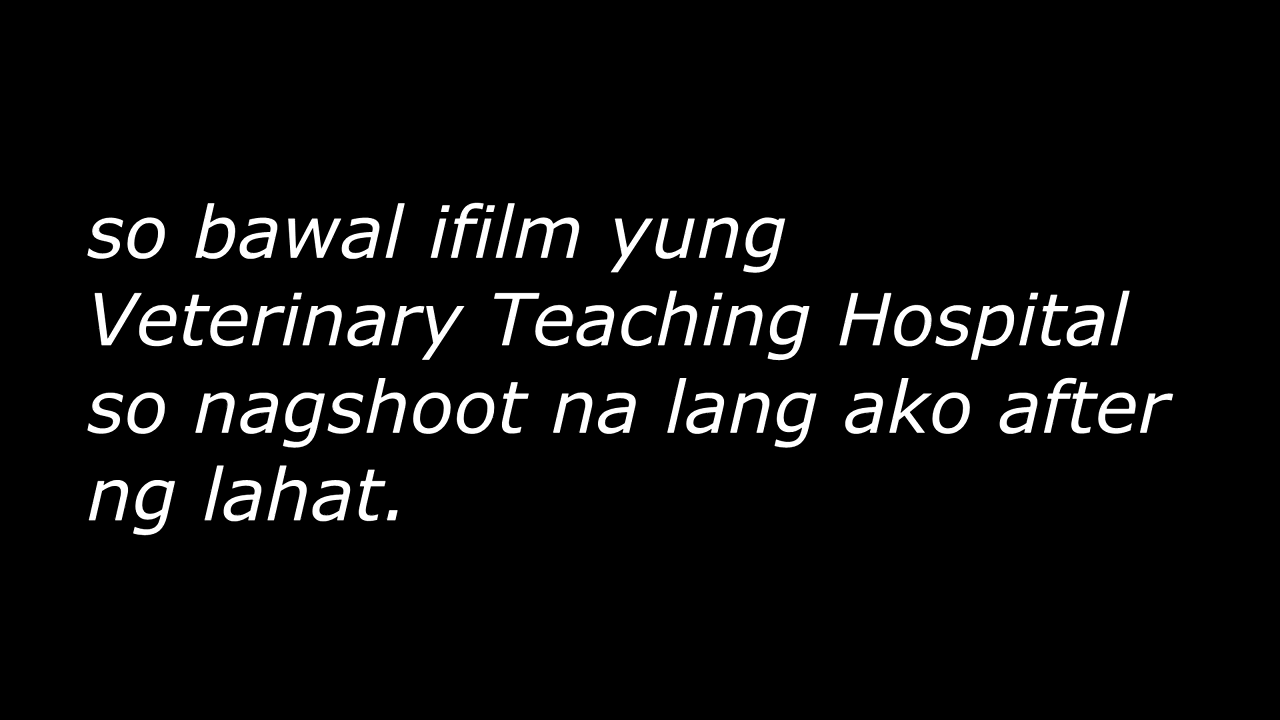 so bawal ifilm yung
Veterinary Teaching Hospital
so nagshoot na lang ako after
ng lahat.